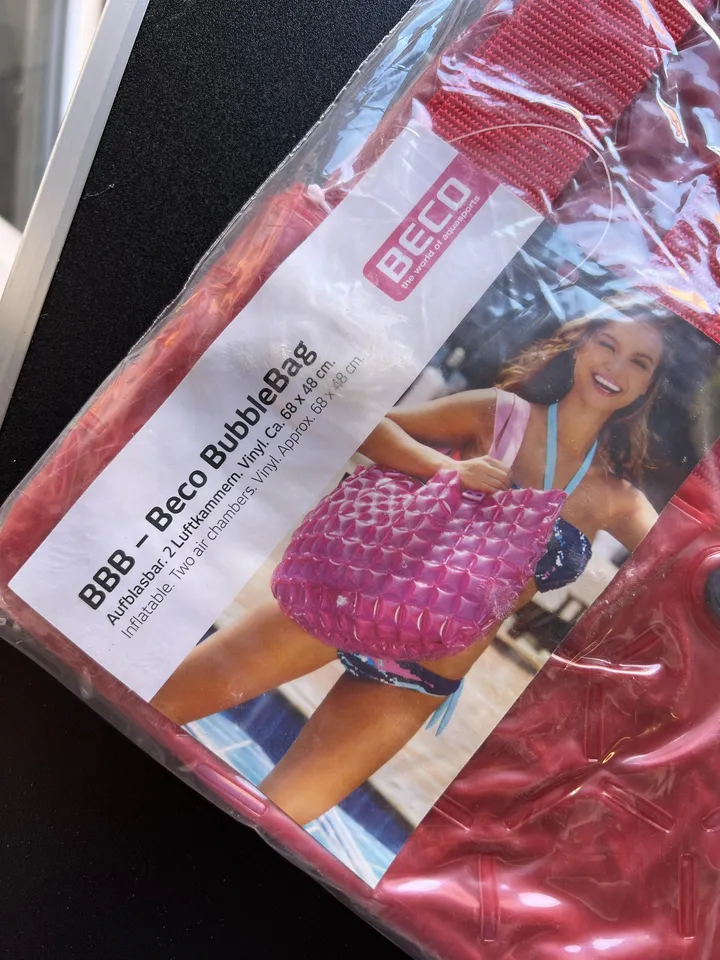 BECO
the world of aquasports
BBB – Beco BubbleBag
Aufblasbar. 2 Luftkammern. Vinyl. Ca. 68 x 48 cm.
Inflatable. Two air chambers. Vinyl. Approx. 68 x 48 cm.